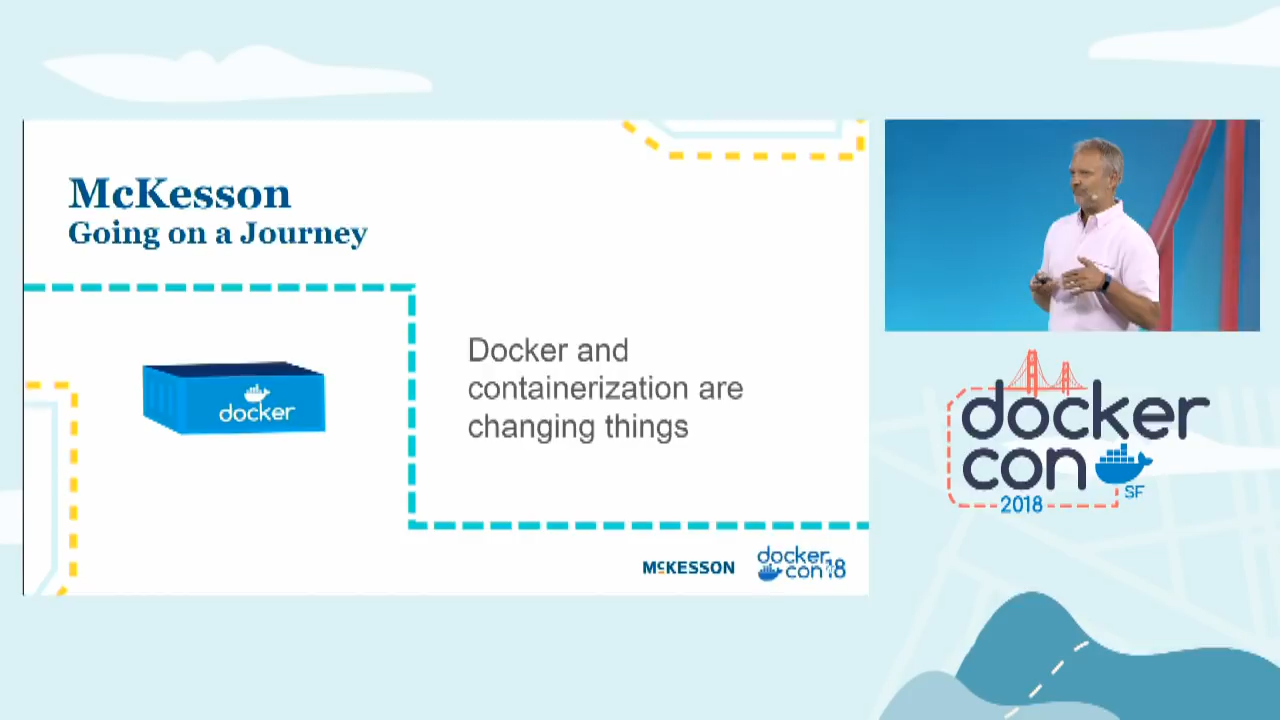 McKesson
Going on a Journey
docker
Docker and
containerization are
changing things
MCKESSON
docker
con18
docker
con
SF
2018